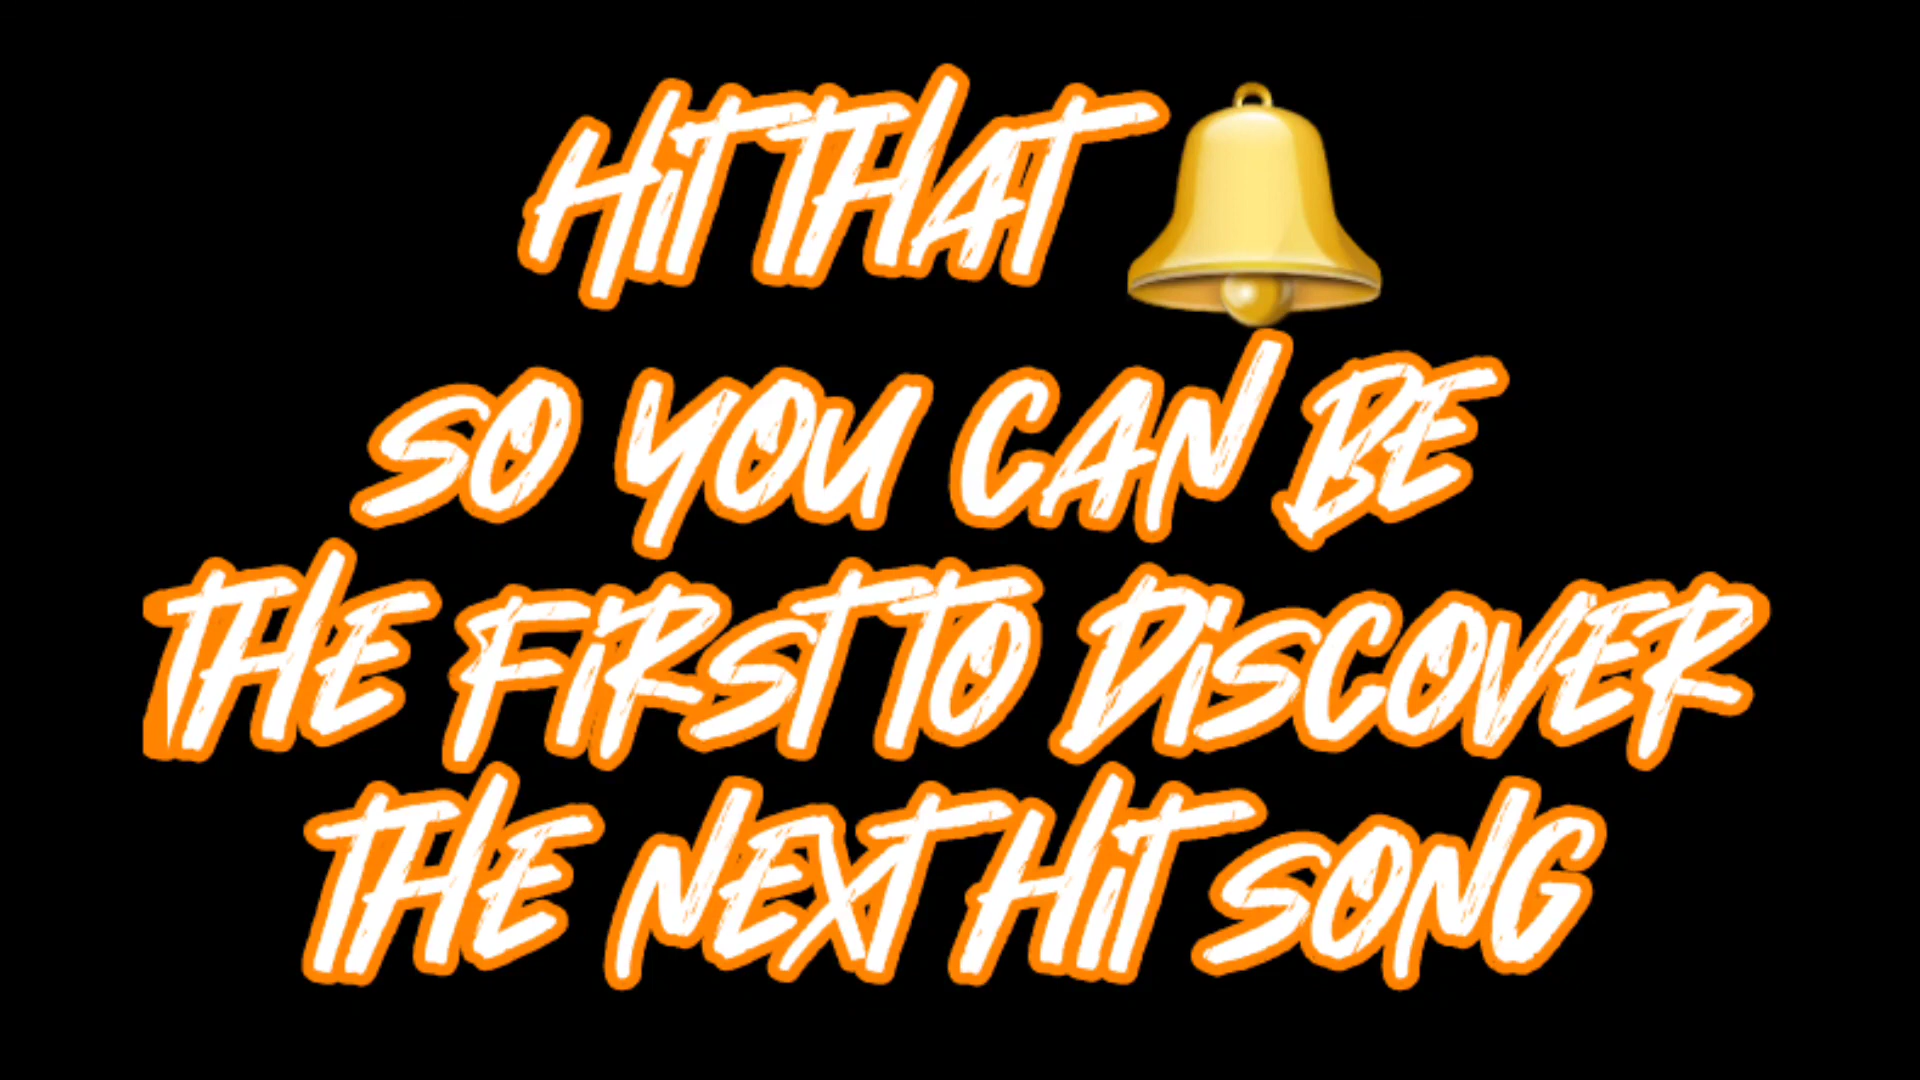 HiT THAT 🔔
SO YOU CAN BE
THE FiRST TO DiSCOVER
THE NEXT HiT SONG